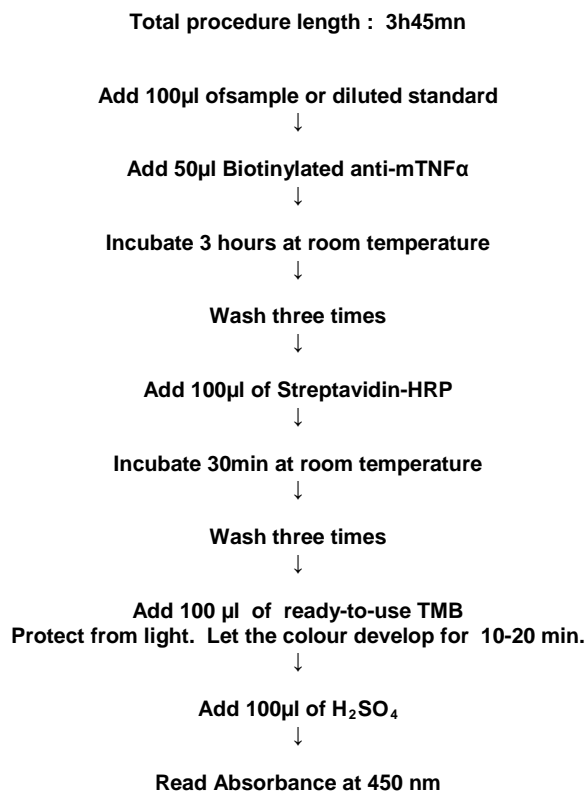 Total procedure length : 3h45mn
Add 100µl ofsample or diluted standard
↓
Add 50µl Biotinylated anti-mTNFα
↓
Incubate 3 hours at room temperature
↓
Wash three times
↓
Add 100µl of Streptavidin-HRP
↓
Incubate 30min at room temperature
↓
Wash three times
↓
Add 100 µl of ready-to-use TMB
Protect from light. Let the colour develop for 10-20 min.
↓
Add 100µl of H₂SO₄
↓
Read Absorbance at 450 nm